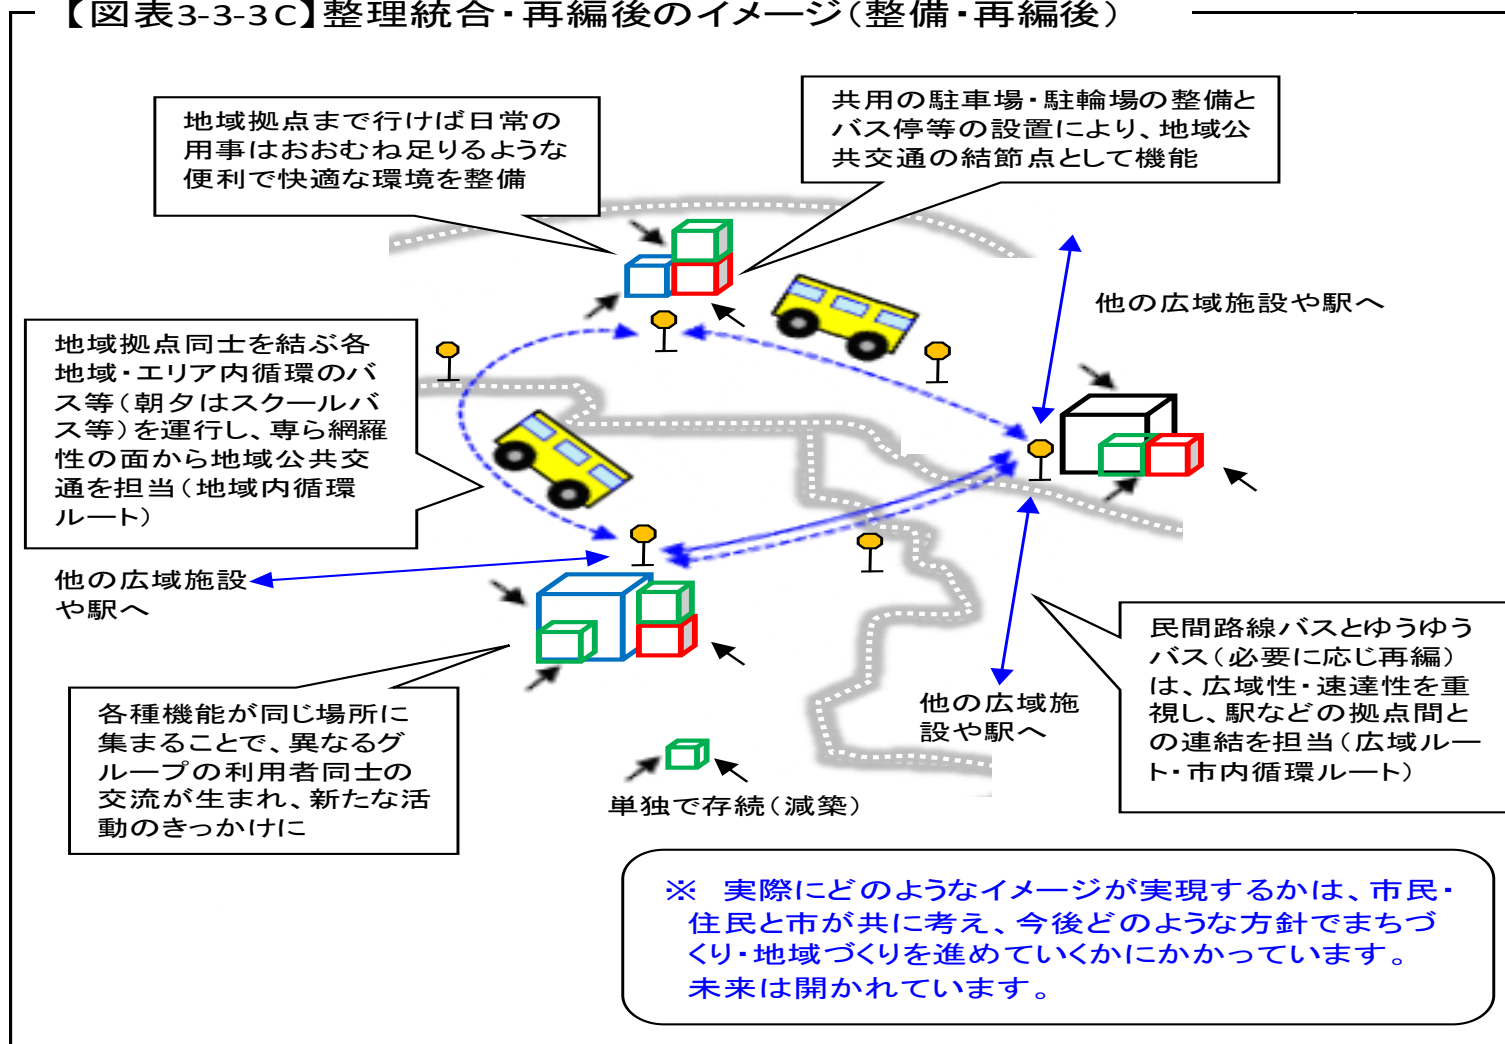 【図表3-3-3C】整理統合・再編後のイメージ(整備・再編後)
地域拠点まで行けば日常の
用事はおおむね足りるような
便利で快適な環境を整備
共用の駐車場・駐輪場の整備と
バス停等の設置により、地域公
共交通の結節点として機能
他の広域施設や駅へ
地域拠点同士を結ぶ各
地域・エリア内循環のバ
ス等(朝夕はスクールバ
ス等)を運行し、専ら網羅
性の面から地域公共交
通を担当(地域内循環
ルート)
他の広域施設
や駅へ
各種機能が同じ場所に
集まることで、異なるグ
ループの利用者同士の
交流が生まれ、新たな活
動のきっかけに
単独で存続(減築)
他の広域施
設や駅へ
民間路線バスとゆうゆう
バス(必要に応じ再編)
は、広域性・速達性を重
視し、駅などの拠点間と
の連結を担当(広域ルー
ト・市内循環ルート)
※ 実際にどのようなイメージが実現するかは、市民・
住民と市が共に考え、今後どのような方針でまちづ
くり・地域づくりを進めていくかにかかっています。
未来は開かれています。